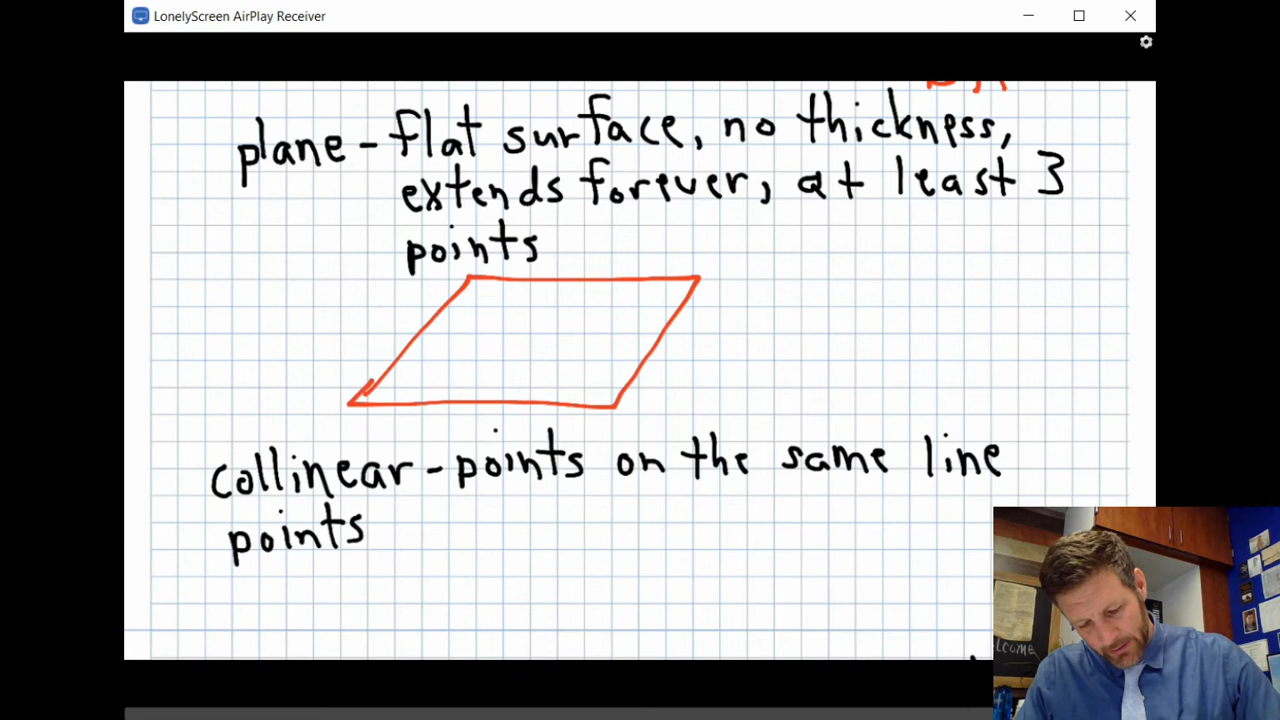 LonelyScreen AirPlay Receiver
plane - flat surface, no thickness,
extends forever, at least 3
points
collinear - points on the same line
points
elcome